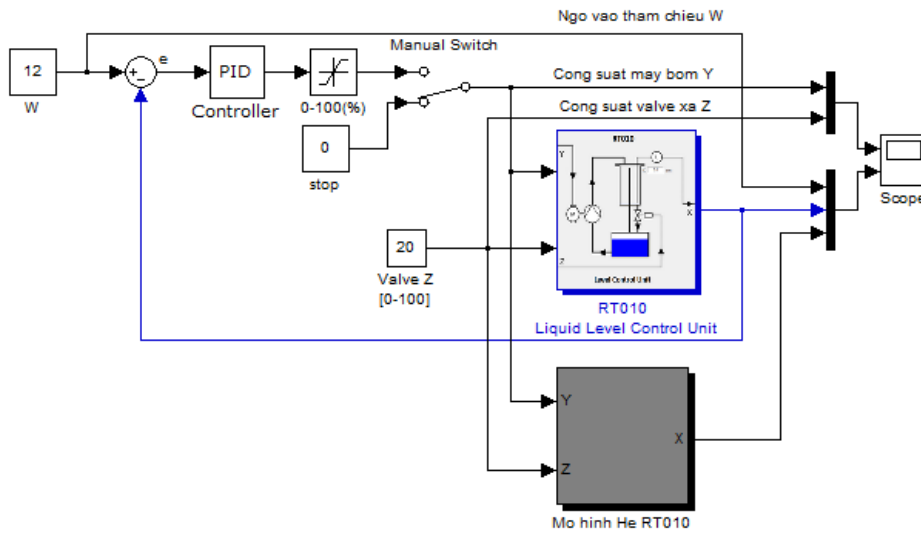 Ngo vao tham chieu W
12
W
e
PID
Controller
0-100(%)
Manual Switch
0
stop
Cong suat may bom Y
Cong suat valve xa Z
Scope
RT010
Y
X
Z
Level Control Unit
20
Valve Z
[0-100]
RT010
Liquid Level Control Unit
Y
Z
X
Mo hinh He RT010